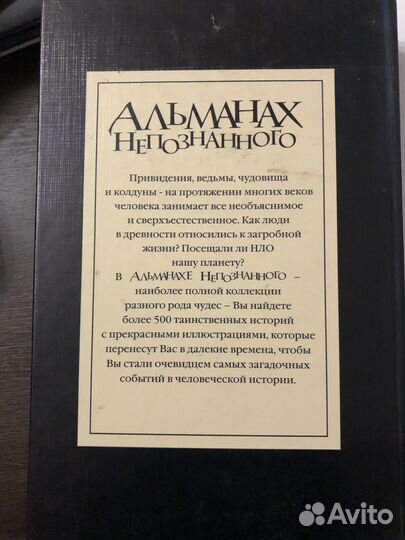 АЛЬМАНАХ
НЕПОЗНАННОГО
Привидения, ведьмы, чудовища
и колдуны - на протяжении многих веков
человека занимает все необъяснимое
и сверхъестественное. Как люди
в древности относились к загробной
жизни? Посещали ли НЛО
нашу планету?
В АЛЬМАНАХЕ НЕПОЗНАННОГО –
наиболее полной коллекции
разного рода чудес – Вы найдете
более 500 таинственных историй
с прекрасными иллюстрациями, которые
перенесут Вас в далекие времена, чтобы
Вы стали очевидцем самых загадочных
событий в человеческой истории.
Avito